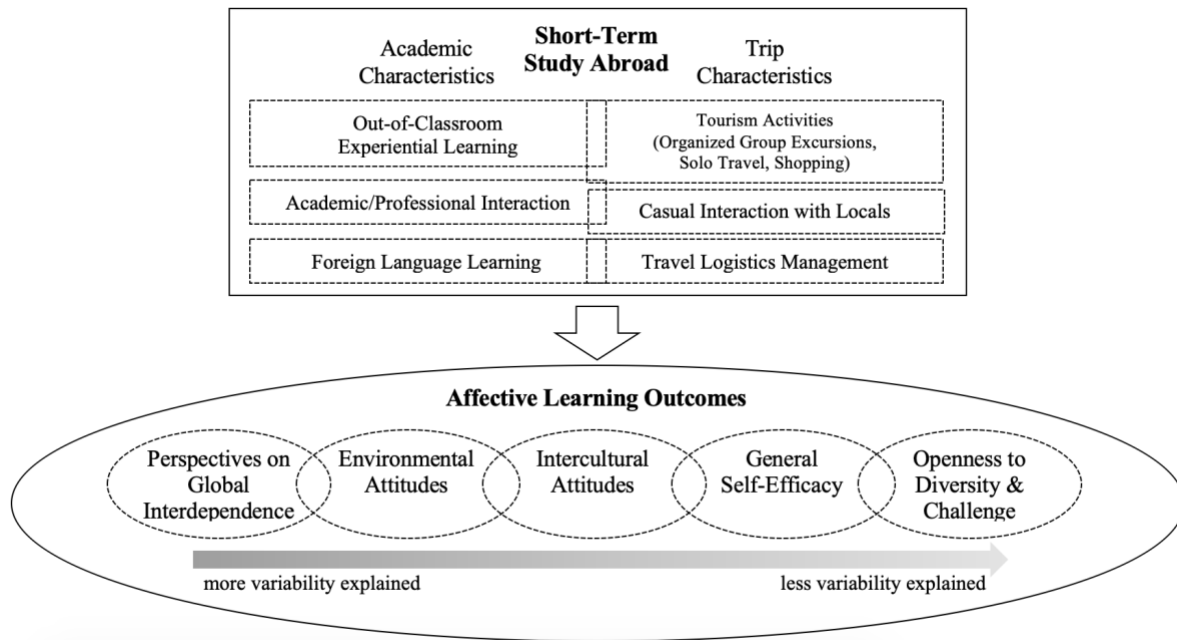 Short-Term
Study Abroad
Academic
Characteristics
Trip
Characteristics
Out-of-Classroom
Experiential Learning
Tourism Activities
(Organized Group Excursions,
Solo Travel, Shopping)
Academic/Professional Interaction
Casual Interaction with Locals
Foreign Language Learning
Travel Logistics Management
Affective Learning Outcomes
Perspectives on
Global
Interdependence
Environmental
Attitudes
Intercultural
Attitudes
General
Self-Efficacy
Openness to
Diversity &
Challenge
more variability explained
less variability explained